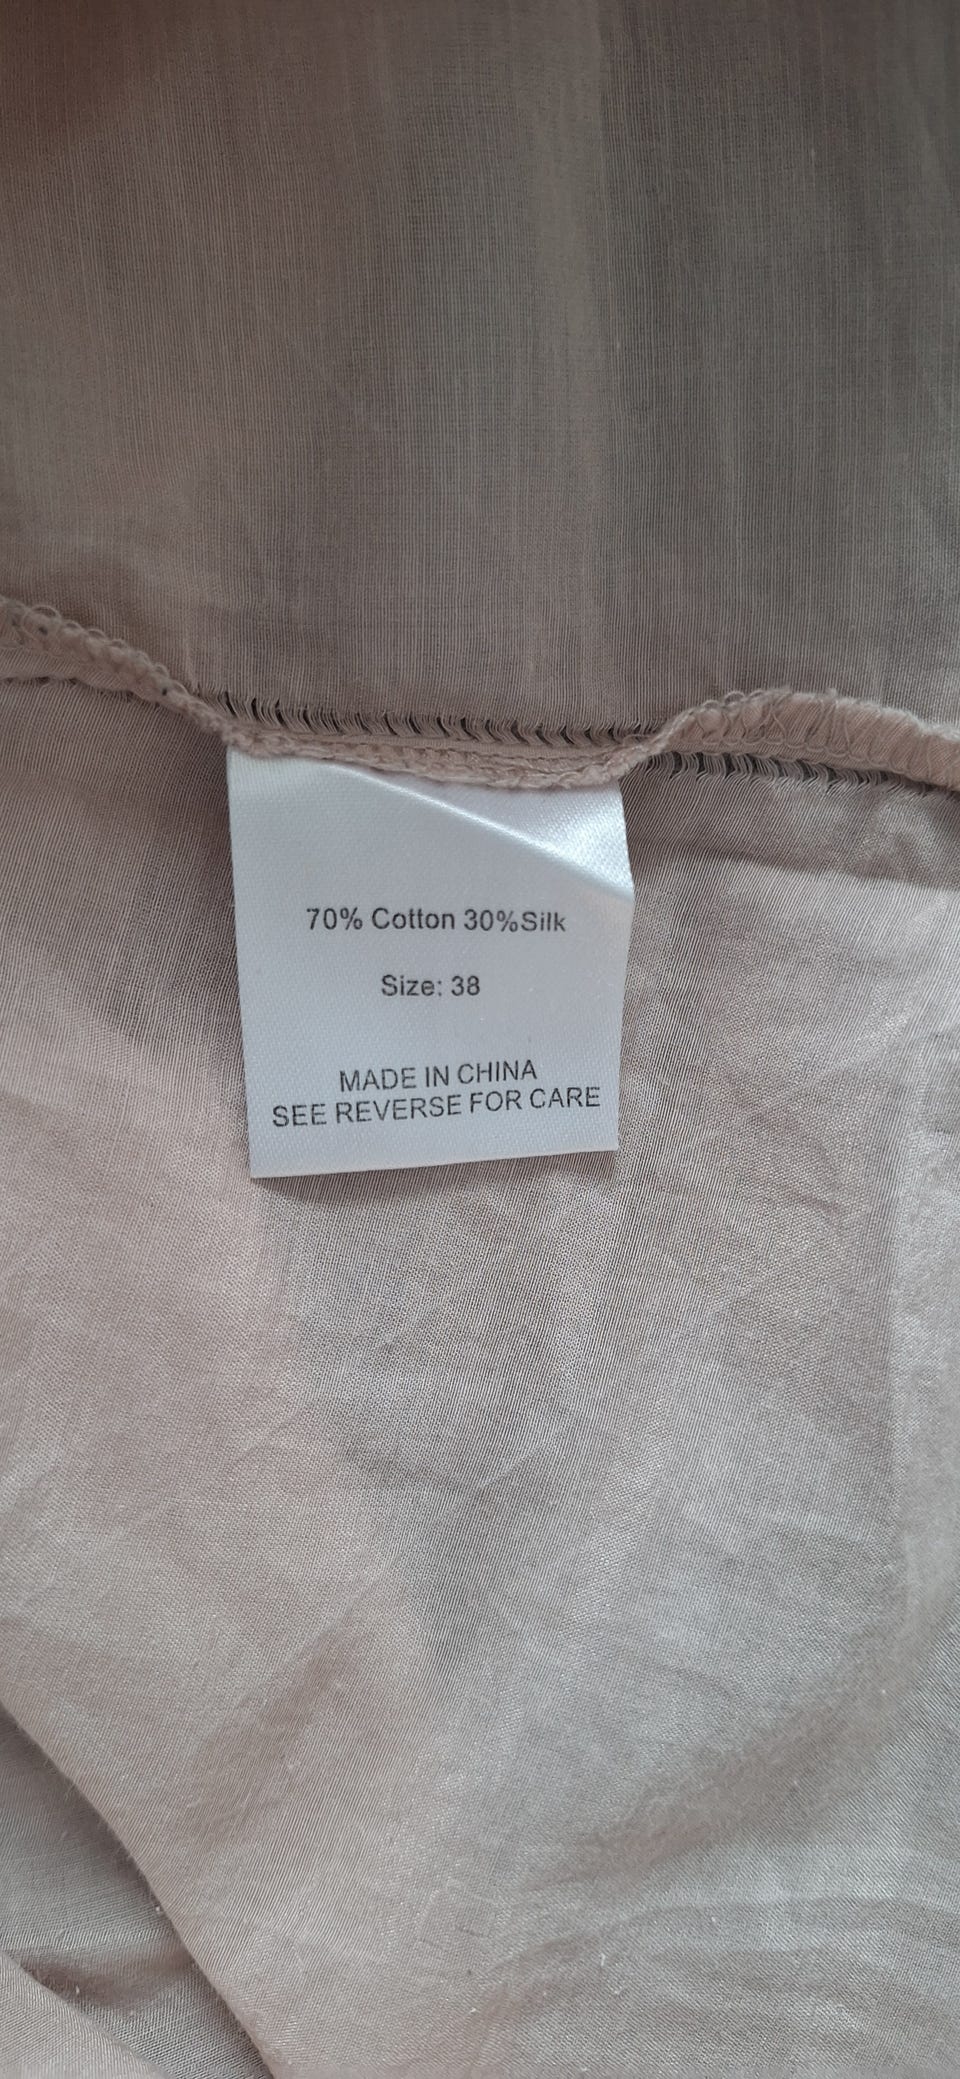 70% Cotton 30%Silk
Size: 38
MADE IN CHINA
SEE REVERSE FOR CARE